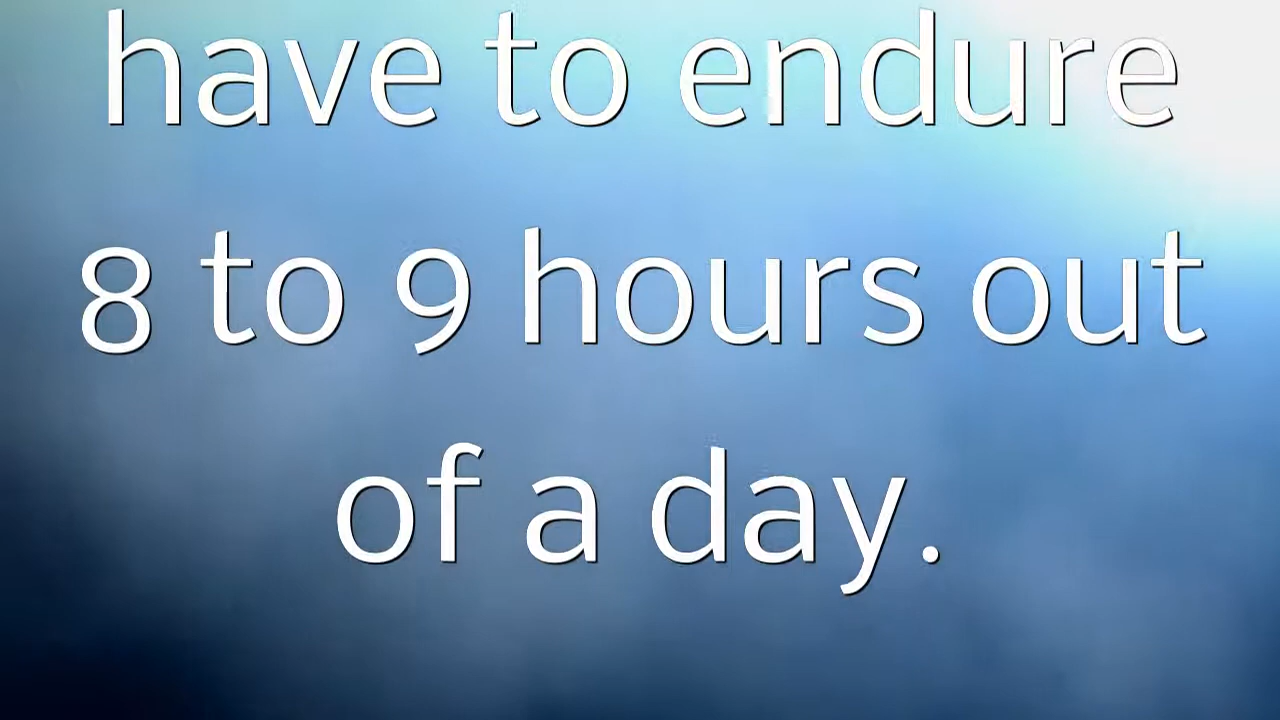 have to endure
8 to 9 hours out
of a day.